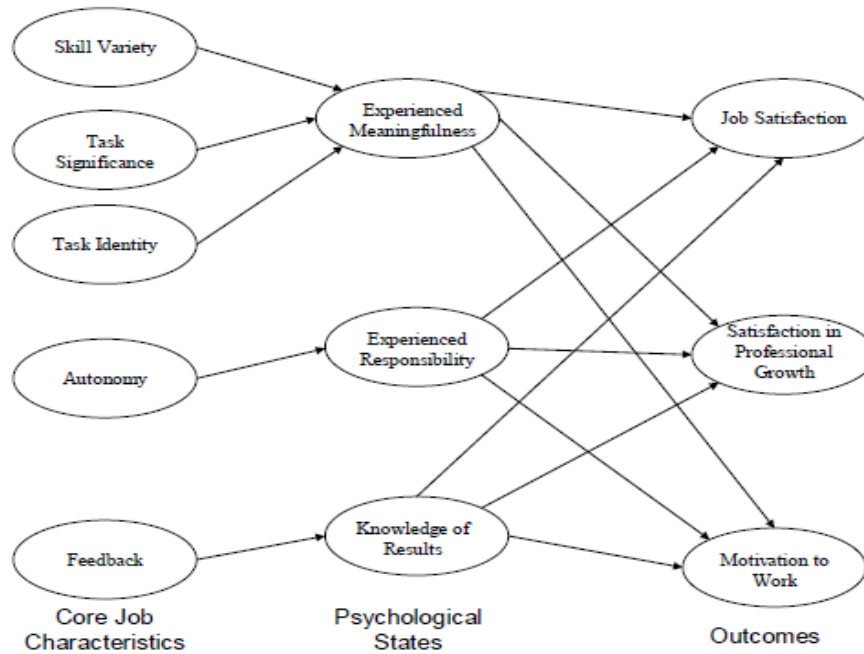 Skill Variety
Task
Significance
Task Identity
Autonomy
Feedback
Core Job
Characteristics
Experienced
Meaningfulness
Experienced
Responsibility
Knowledge of
Results
Psychological
States
Job Satisfaction
Satisfaction in
Professional
Growth
Motivation to
Work
Outcomes